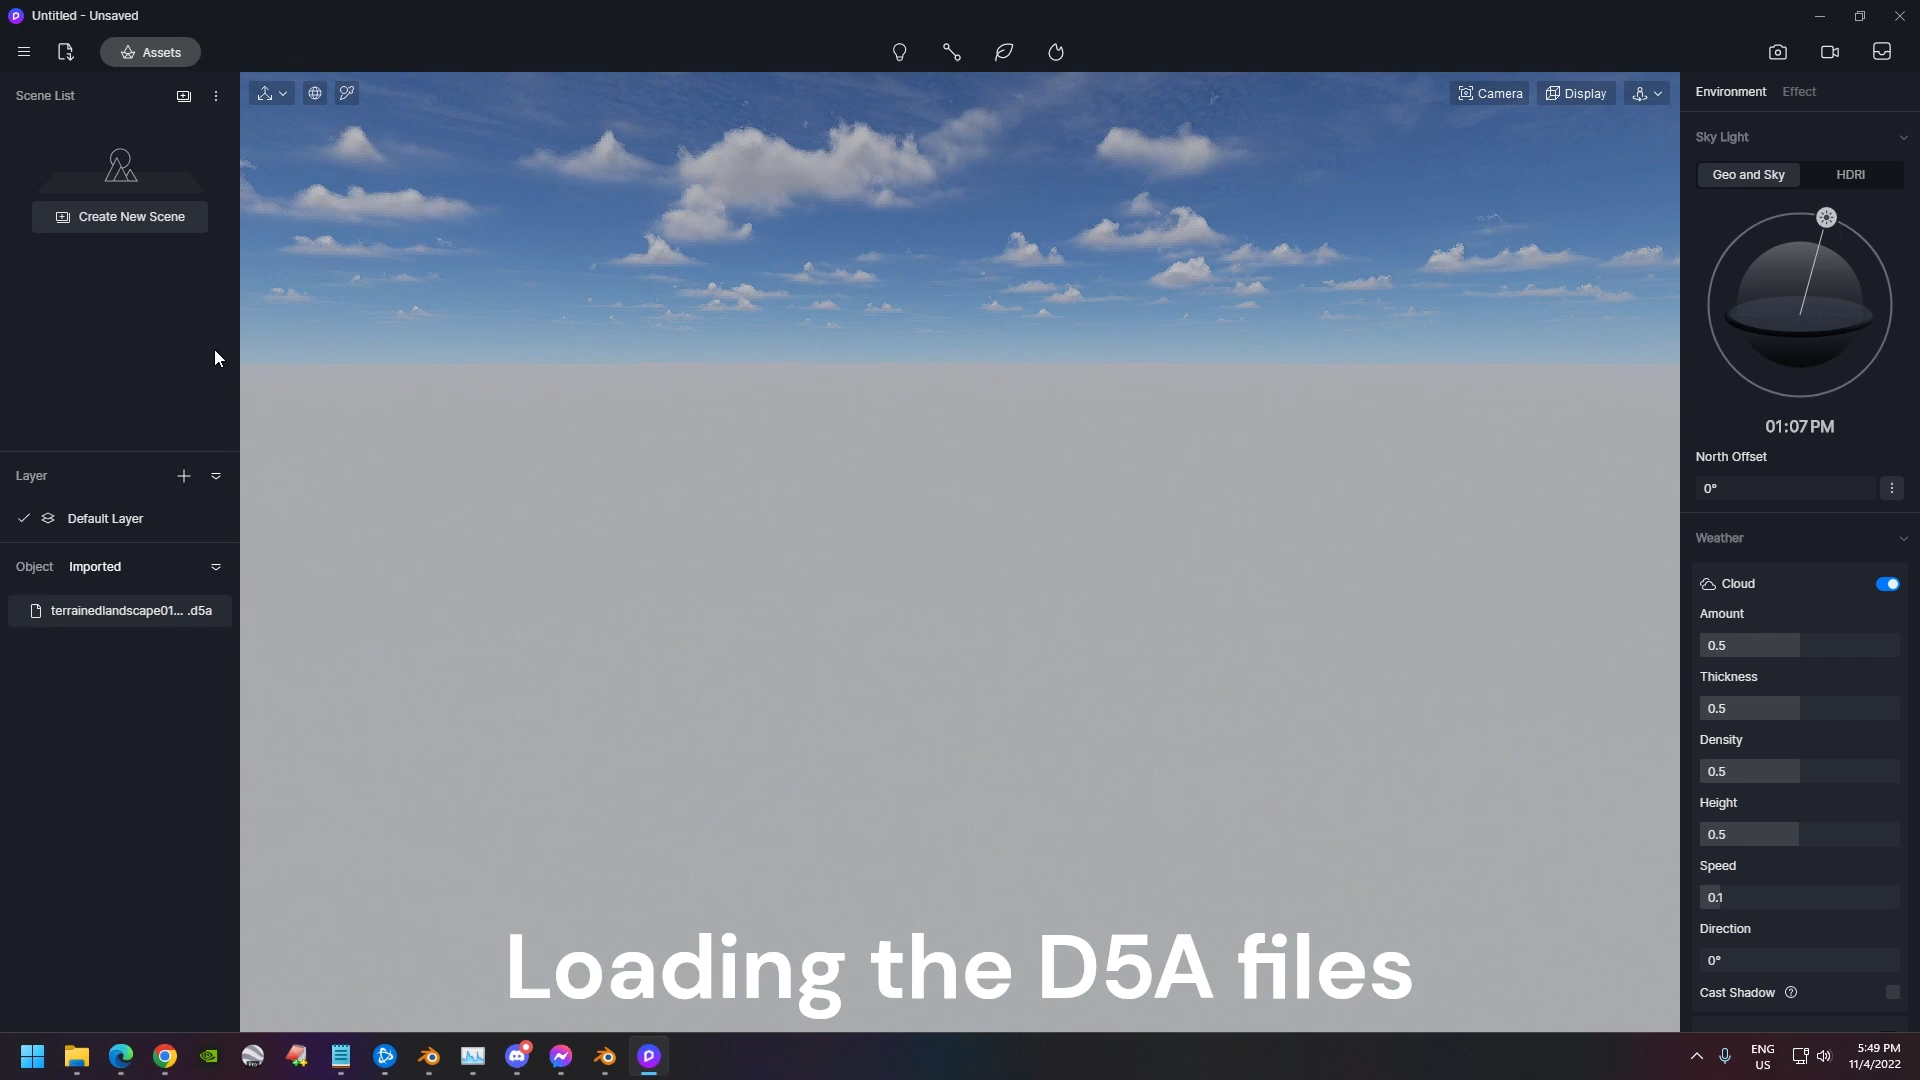 Untitled - Unsaved
Assets
Scene List
Create New Scene
Layer
Default Layer
Object Imported
terrainedlandscape01... .d5a
Camera
Display
Environment Effect
Sky Light
Geo and Sky
HDRI
01:07 PM
North Offset
0°
Weather
Cloud
Amount
0.5
Thickness
0.5
Density
0.5
Height
0.5
Speed
0.1
Direction
0°
Cast Shadow
Loading the D5A files
ENG
US
5:49 PM
11/4/2022